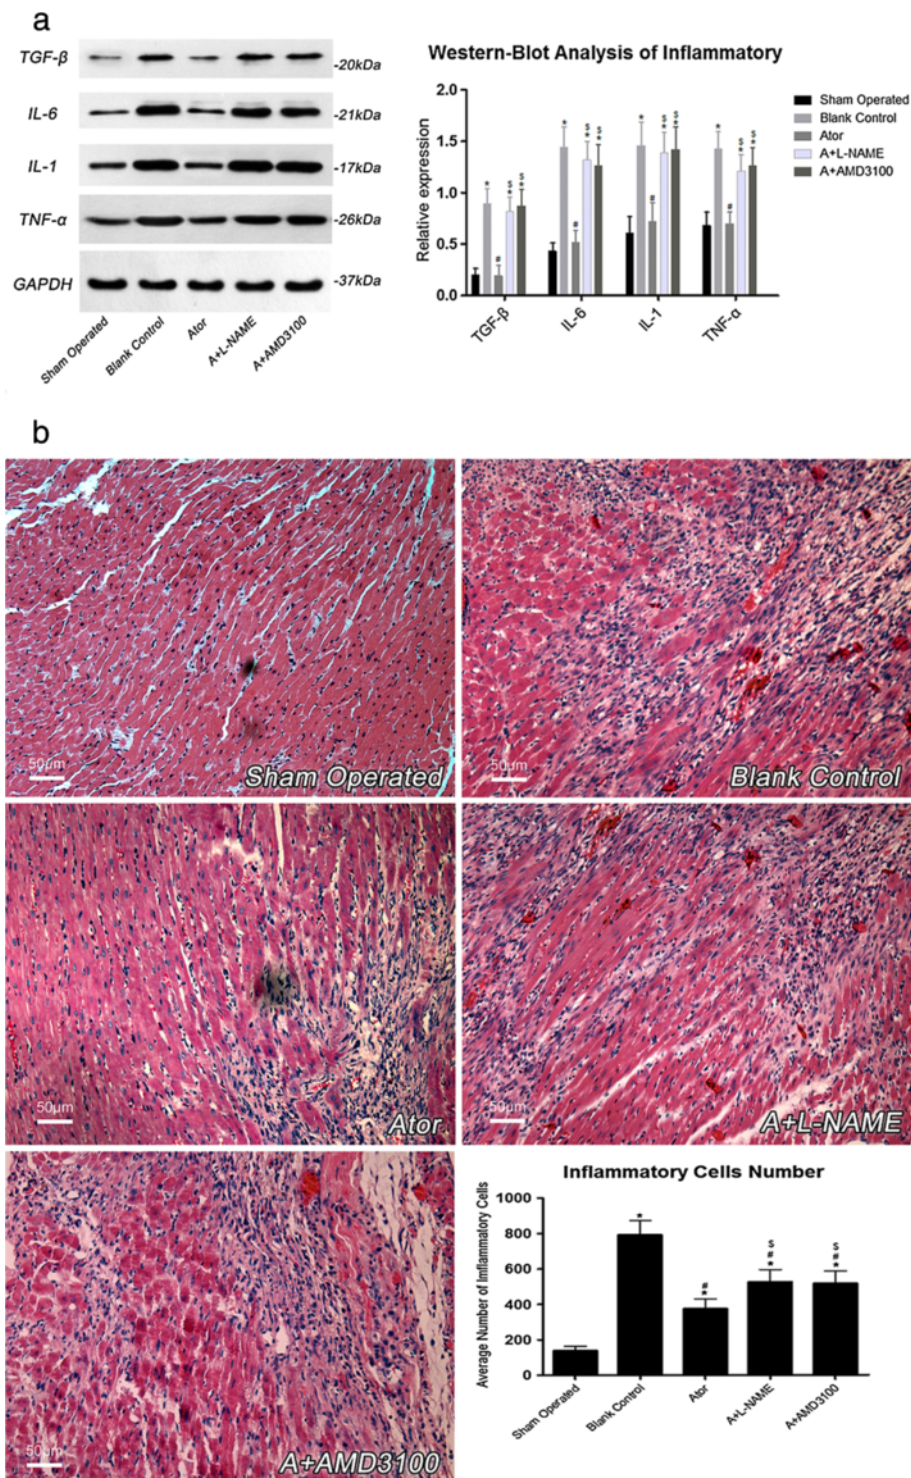 a
TGF-β
-20kDa
IL-6
-21kDa
IL-1
-17kDa
TNF-α
-26kDa
GAPDH
-37kDa
Sham Operated
Blank Control
Ator
A+L-NAME
A+AMD3100
Western-Blot Analysis of Inflammatory
Relative expression
2.0
1.5
1.0
0.5
0.0
* $* $* #
* $* $* #
* $* $* #
* $* $* #
TGF-β
IL-6
IL-1
TNF-α
Sham Operated
Blank Control
Ator
A+L-NAME
A+AMD3100
b
50μm
Sham Operated
50μm
Blank Control
50μm
Ator
50μm
A+L-NAME
50μm
A+AMD3100
Inflammatory Cells Number
Average Number of Inflammatory Cells
1000
800
600
400
200
0
*
#*
$#*
$#*
Sham Operated
Blank Control
Ator
A+L-NAME
A+AMD3100